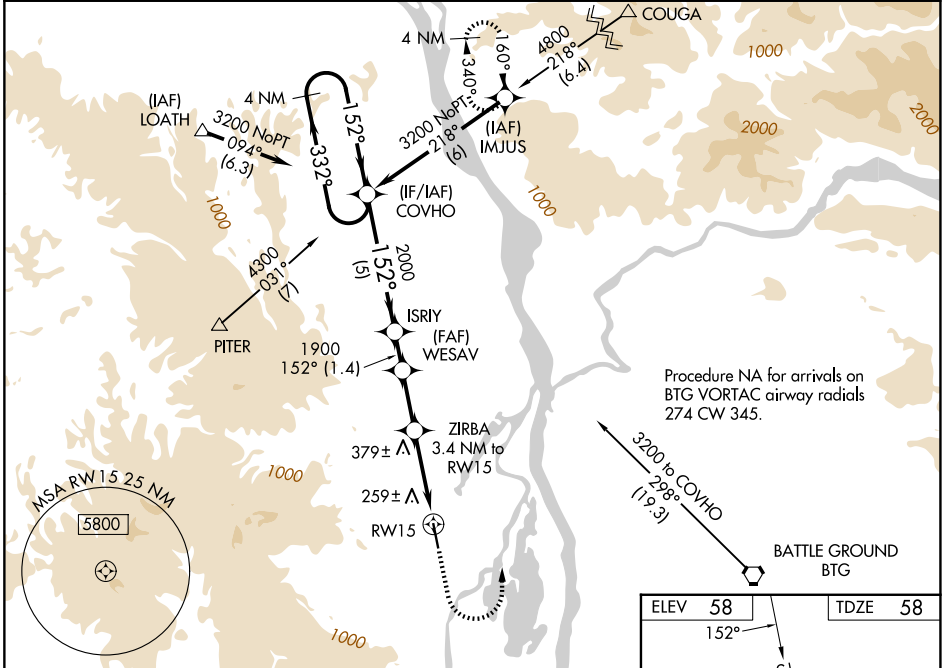 COUGA
4 NM
160°
340°
4800
218°
(6.4)
1000
2000
2000
(IAF)
LOATH
3200 NoPT
094°
(6.3)
4 NM
152°
332°
3200 NoPT
218°
(6)
(IAF)
IMJUS
(IF/IAF)
COVHO
1000
1000
4300
031°
(7)
PITER
2000
152°
(5)
ISRIY
(FAF)
WESAV
1900
152° (1.4)
Procedure NA for arrivals on
BTG VORTAC airway radials
274 CW 345.
ZIRBA
3.4 NM to
RW15
379±
259±
RW15
1000
MSA RW15 25 NM
5800
3200 to COVHO
298°
(19.3)
BATTLE GROUND
BTG
1000
ELEV 58
TDZE 58
152°